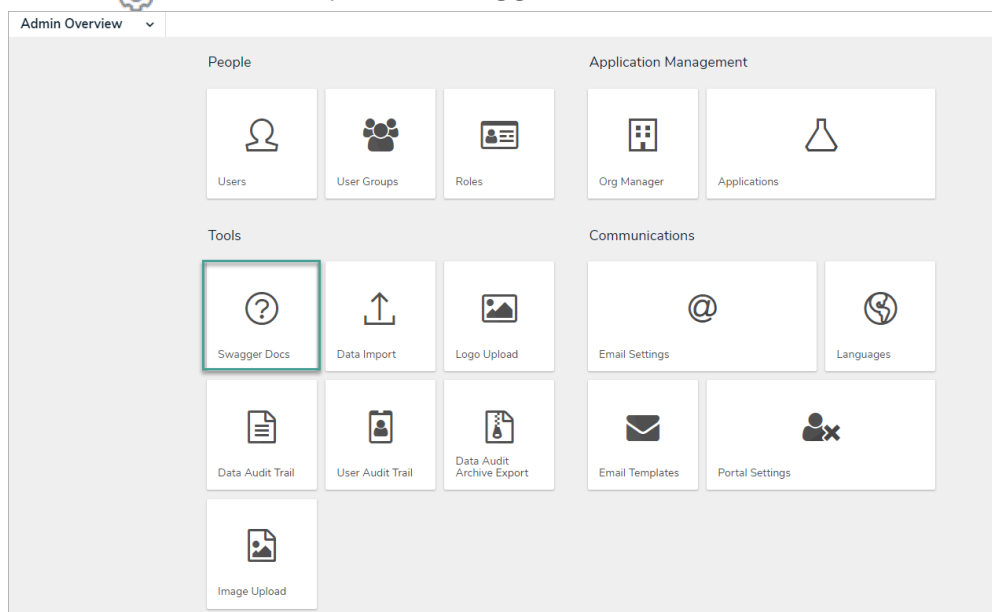 Admin Overview
People
Application Management
Users
User Groups
Roles
Org Manager
Applications
Tools
Communications
Swagger Docs
Data Import
Logo Upload
Email Settings
@
Languages
Data Audit Trail
User Audit Trail
Data Audit
Archive Export
Email Templates
Portal Settings
Image Upload